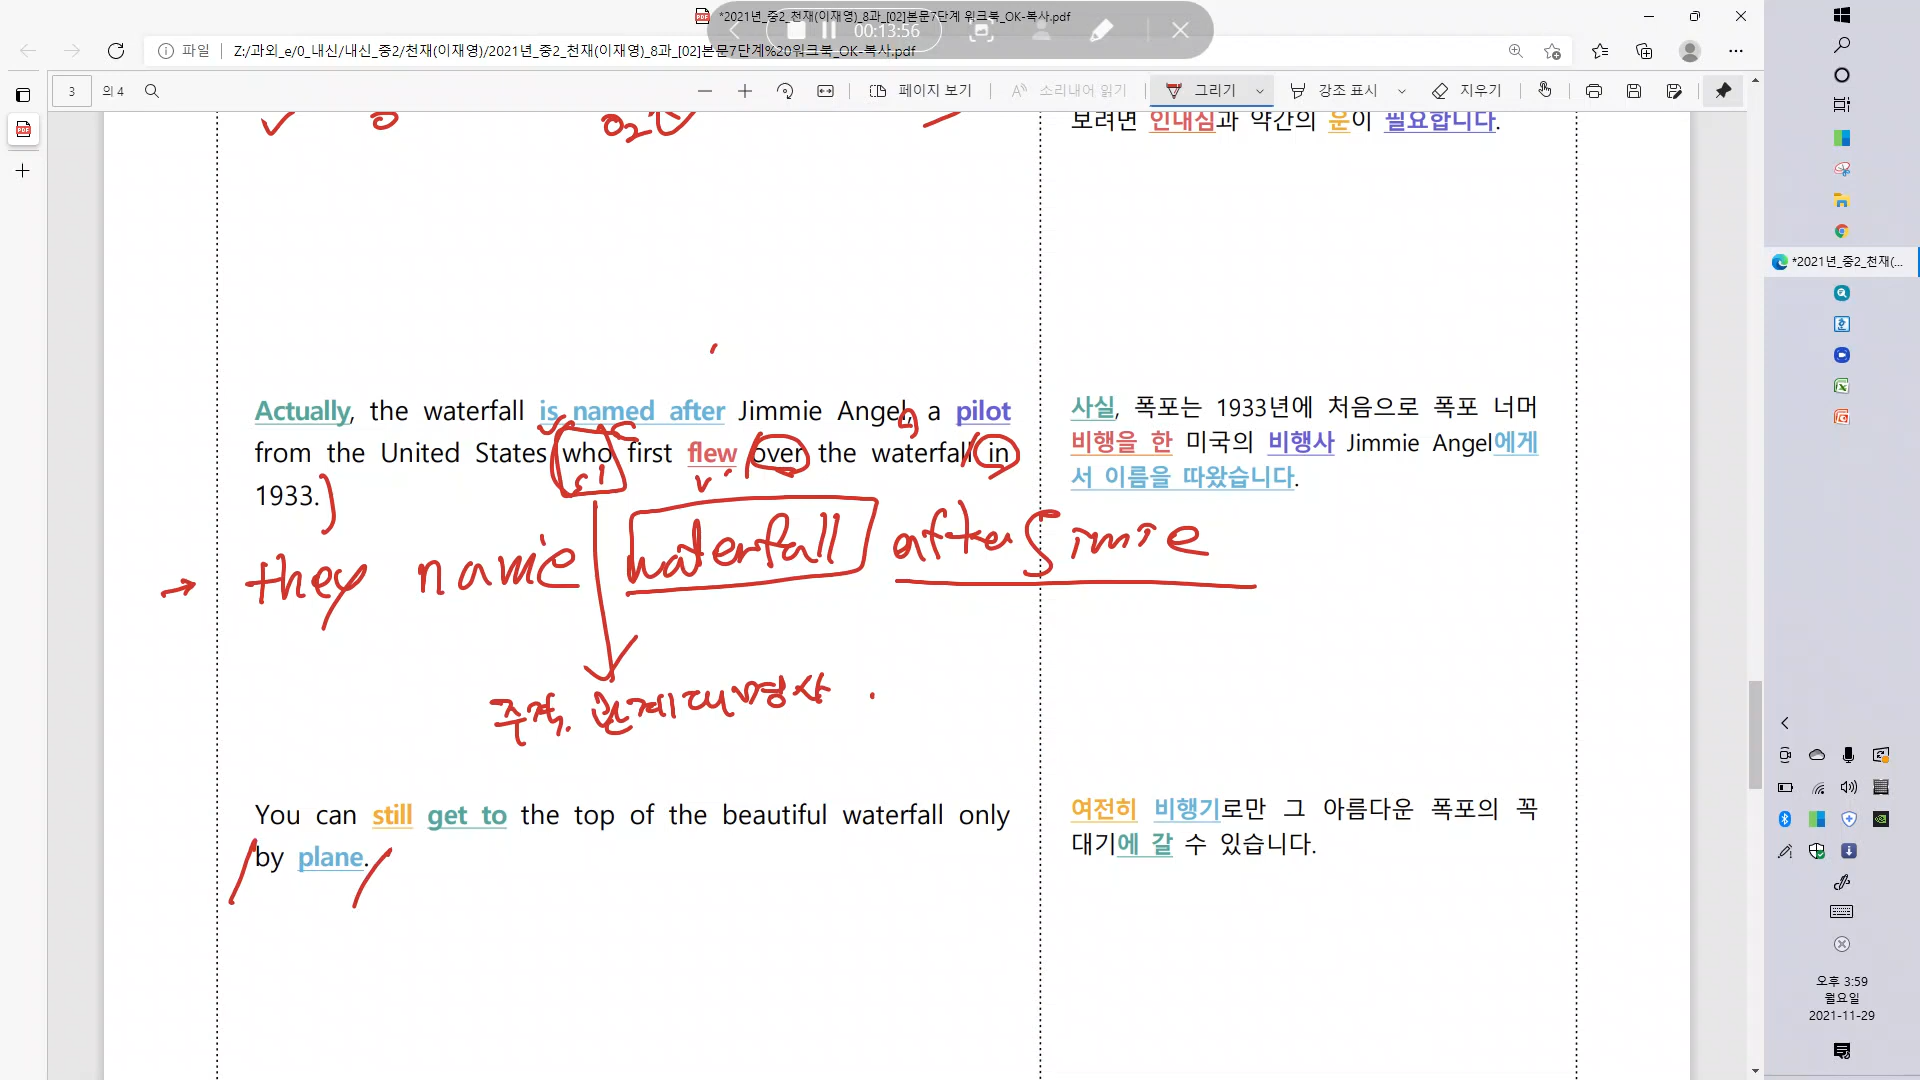 *2021년_중2_천재(이재영)_8과_[02]본문7단계 워크북_OK-복사.pdf
00:13:56
파일
Z:/과외_e/0_내신/내신_중2/천재(이재영)/2021년_중2_천재(이재영)_8과_[02]본문7단계%20워크북_OK-복사.pdf
3 의 4
페이지 보기
소리내어 읽기
그리기
강조 표시
지우기
보려면 인내심과 약간의 운이 필요합니다.
Actually, the waterfall is named after Jimmie Angel, a pilot
from the United States who first flew over the waterfall in
1933.
사실, 폭포는 1933년에 처음으로 폭포 너머
비행을 한 미국의 비행사 Jimmie Angel에게
서 이름을 따왔습니다.
→ they name waterfall after Jimie
주격. 관계대명사.
You can still get to the top of the beautiful waterfall only
by plane.
여전히 비행기로만 그 아름다운 폭포의 꼭
대기에 갈 수 있습니다.
*2021년_중2_천재(...
오후 3:59
월요일
2021-11-29